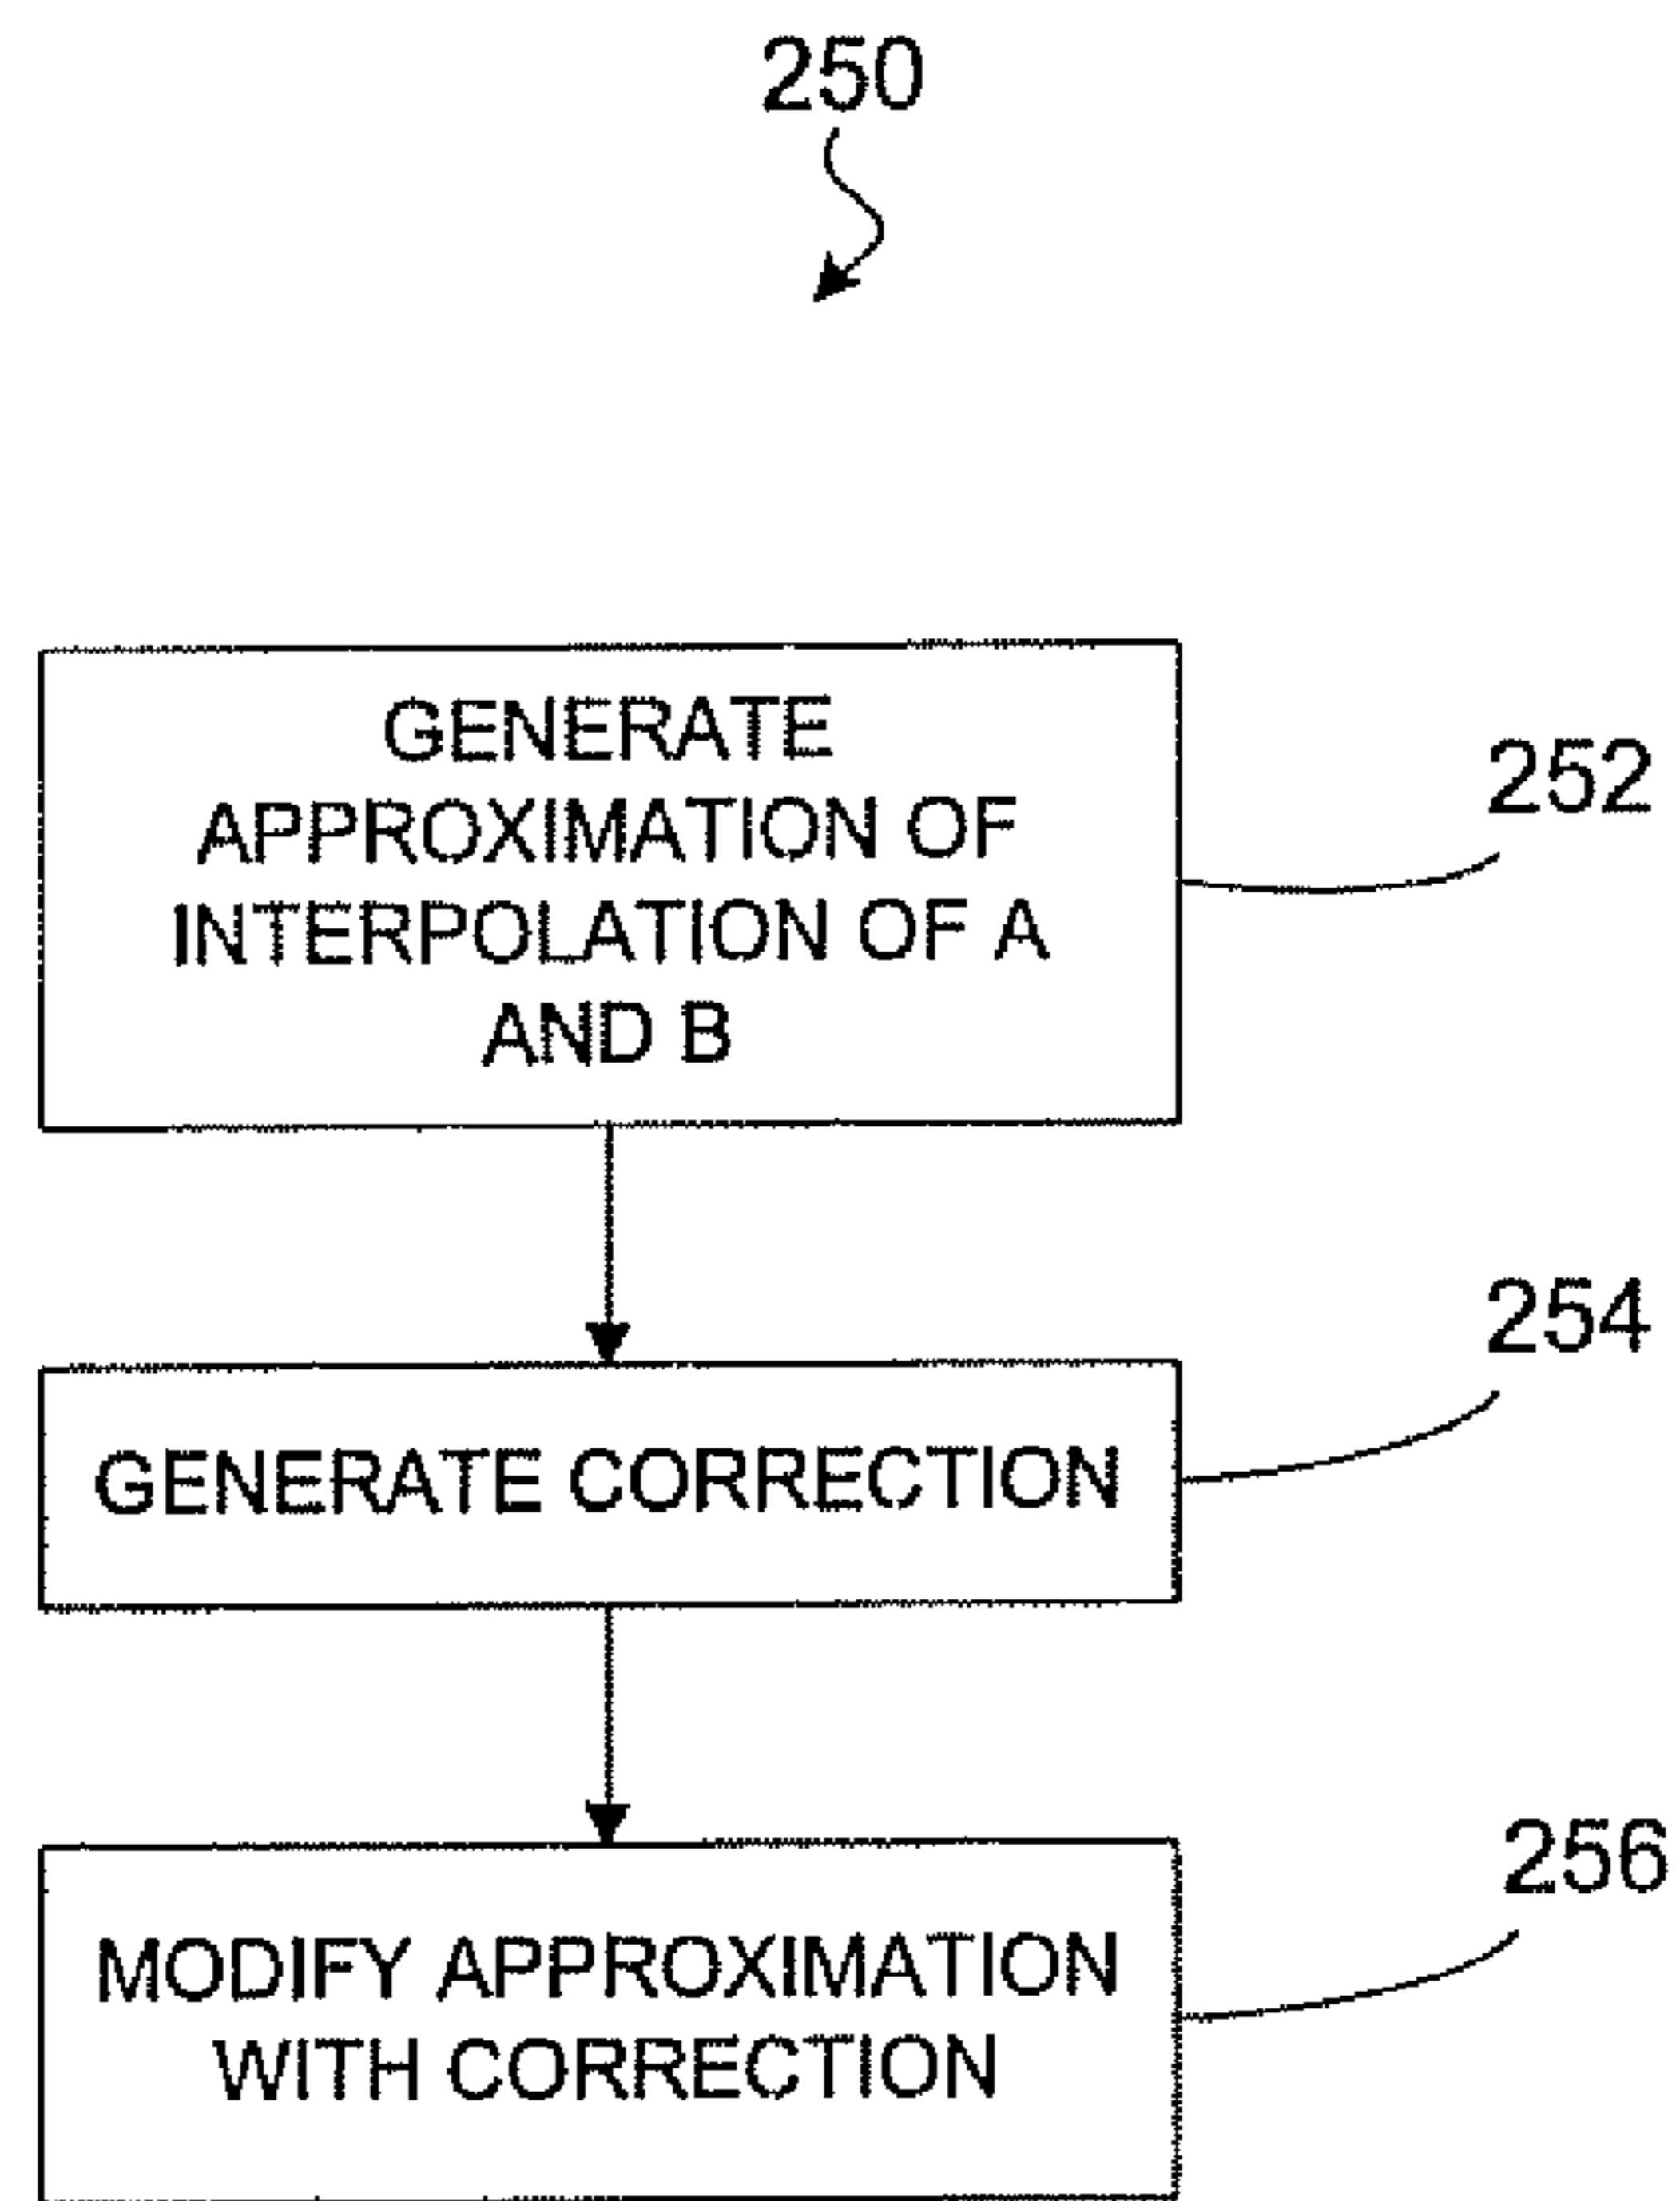 250
GENERATE
APPROXIMATION OF
INTERPOLATION OF A
AND B
252
GENERATE CORRECTION
254
MODIFY APPROXIMATION
WITH CORRECTION
256